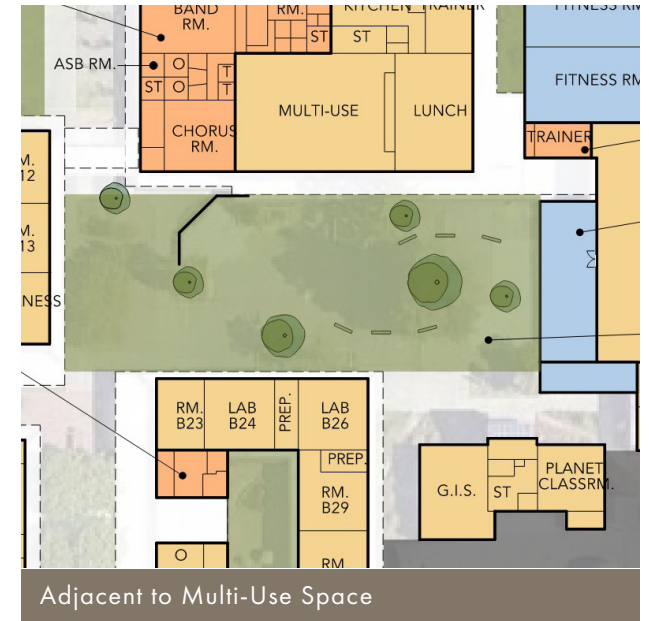 BAND
RM.
RM.
KITCHEN
TRAINER
FITNESS RM
ST
ST
ASB RM.
O
T
ST
O
T
MULTI-USE
LUNCH
FITNESS RM
CHORUS
RM.
TRAINER
M.
12
M.
13
NESS
RM.
B23
LAB
B24
PREP.
LAB
B26
PREP.
RM.
B29
G.I.S.
ST
PLANET
CLASSRM.
O
RM
Adjacent to Multi-Use Space